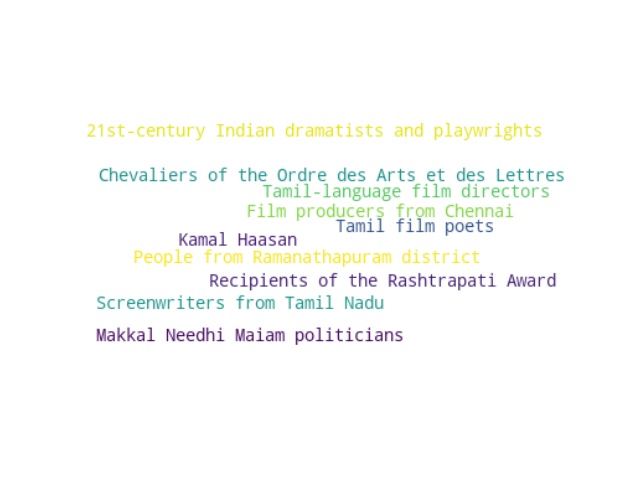 21st-century Indian dramatists and playwrights
Chevaliers of the Ordre des Arts et des Lettres
Tamil-language film directors
Film producers from Chennai
Tamil film poets
Kamal Haasan
People from Ramanathapuram district
Recipients of the Rashtrapati Award
Screenwriters from Tamil Nadu
Makkal Needhi Maiam politicians